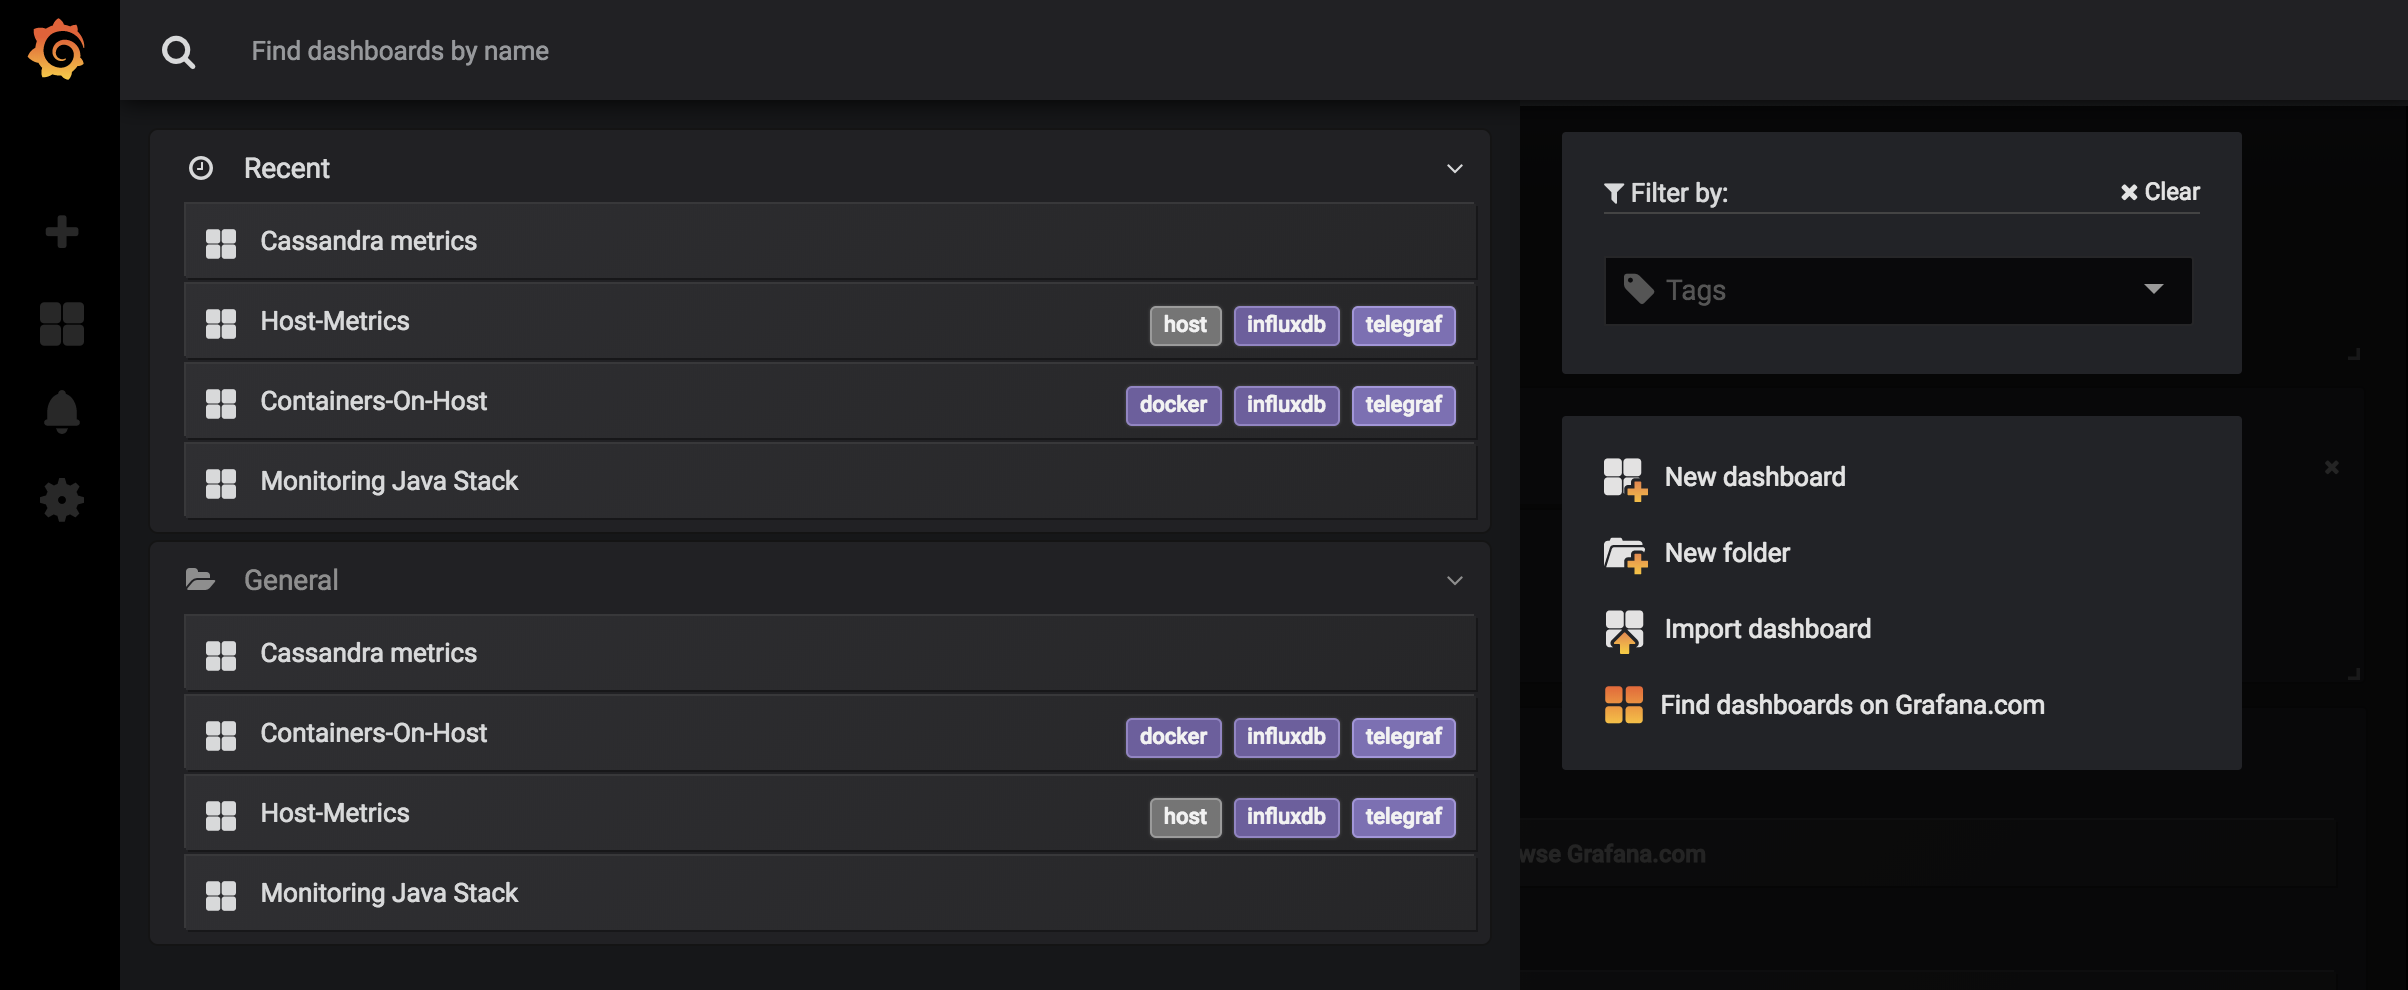 Find dashboards by name
Recent
Cassandra metrics
Host-Metrics host influxdb telegraf
Containers-On-Host docker influxdb telegraf
Monitoring Java Stack
General
Cassandra metrics
Containers-On-Host docker influxdb telegraf
Host-Metrics host influxdb telegraf
Monitoring Java Stack
Filter by: Clear
Tags
New dashboard
New folder
Import dashboard
Find dashboards on Grafana.com
wse Grafana.com